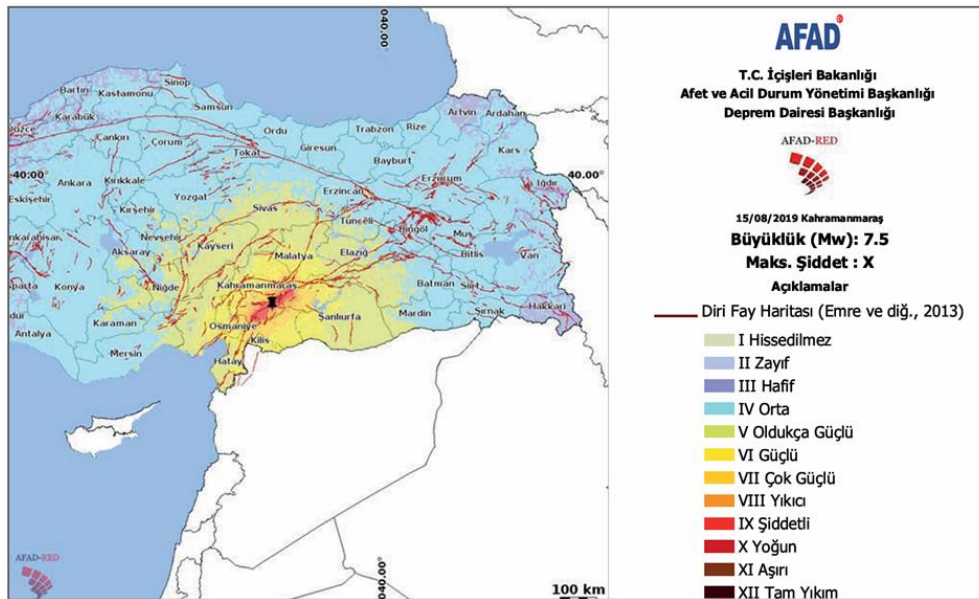 AFAD
T.C. İçişleri Bakanlığı
Afet ve Acil Durum Yönetimi Başkanlığı
Deprem Dairesi Başkanlığı
AFAD-RED
15/08/2019 Kahramanmaraş
Büyüklük (Mw): 7.5
Maks. Şiddet : X
Açıklamalar
Diri Fay Haritası (Emre ve diğ., 2013)
I Hissedilmez
II Zayıf
III Hafif
IV Orta
V Oldukça Güçlü
VI Güçlü
VII Çok Güçlü
VIII Yıkıcı
IX Şiddetli
X Yoğun
XI Aşırı
XII Tam Yıkım
040.00°
Sinop
Bartın
Kastamonu
Karabük
Samsun
Artvin
Ardahan
Ordu
Trabzon
Rize
Çankırı
Çorum
Tokat
Giresun
Kars
Bayburt
40.00°
Ankara
Kırıkkale
Erzurum
Iğdır
40.00°
Eskişehir
Yozgat
Erzincan
Kırşehir
Sivas
Tunceli
Bingöl
Muş
Nevşehir
Kayseri
Elazığ
Bitlis
Van
Aksaray
Malatya
Konya
Niğde
Kahramanmaraş
Batman
Siirt
Hakkari
Karaman
Osmaniye
Şanlıurfa
Mardin
Şırnak
Antalya
Mersin
Kilis
Hatay
AFAD-RED
040.00°
100 km